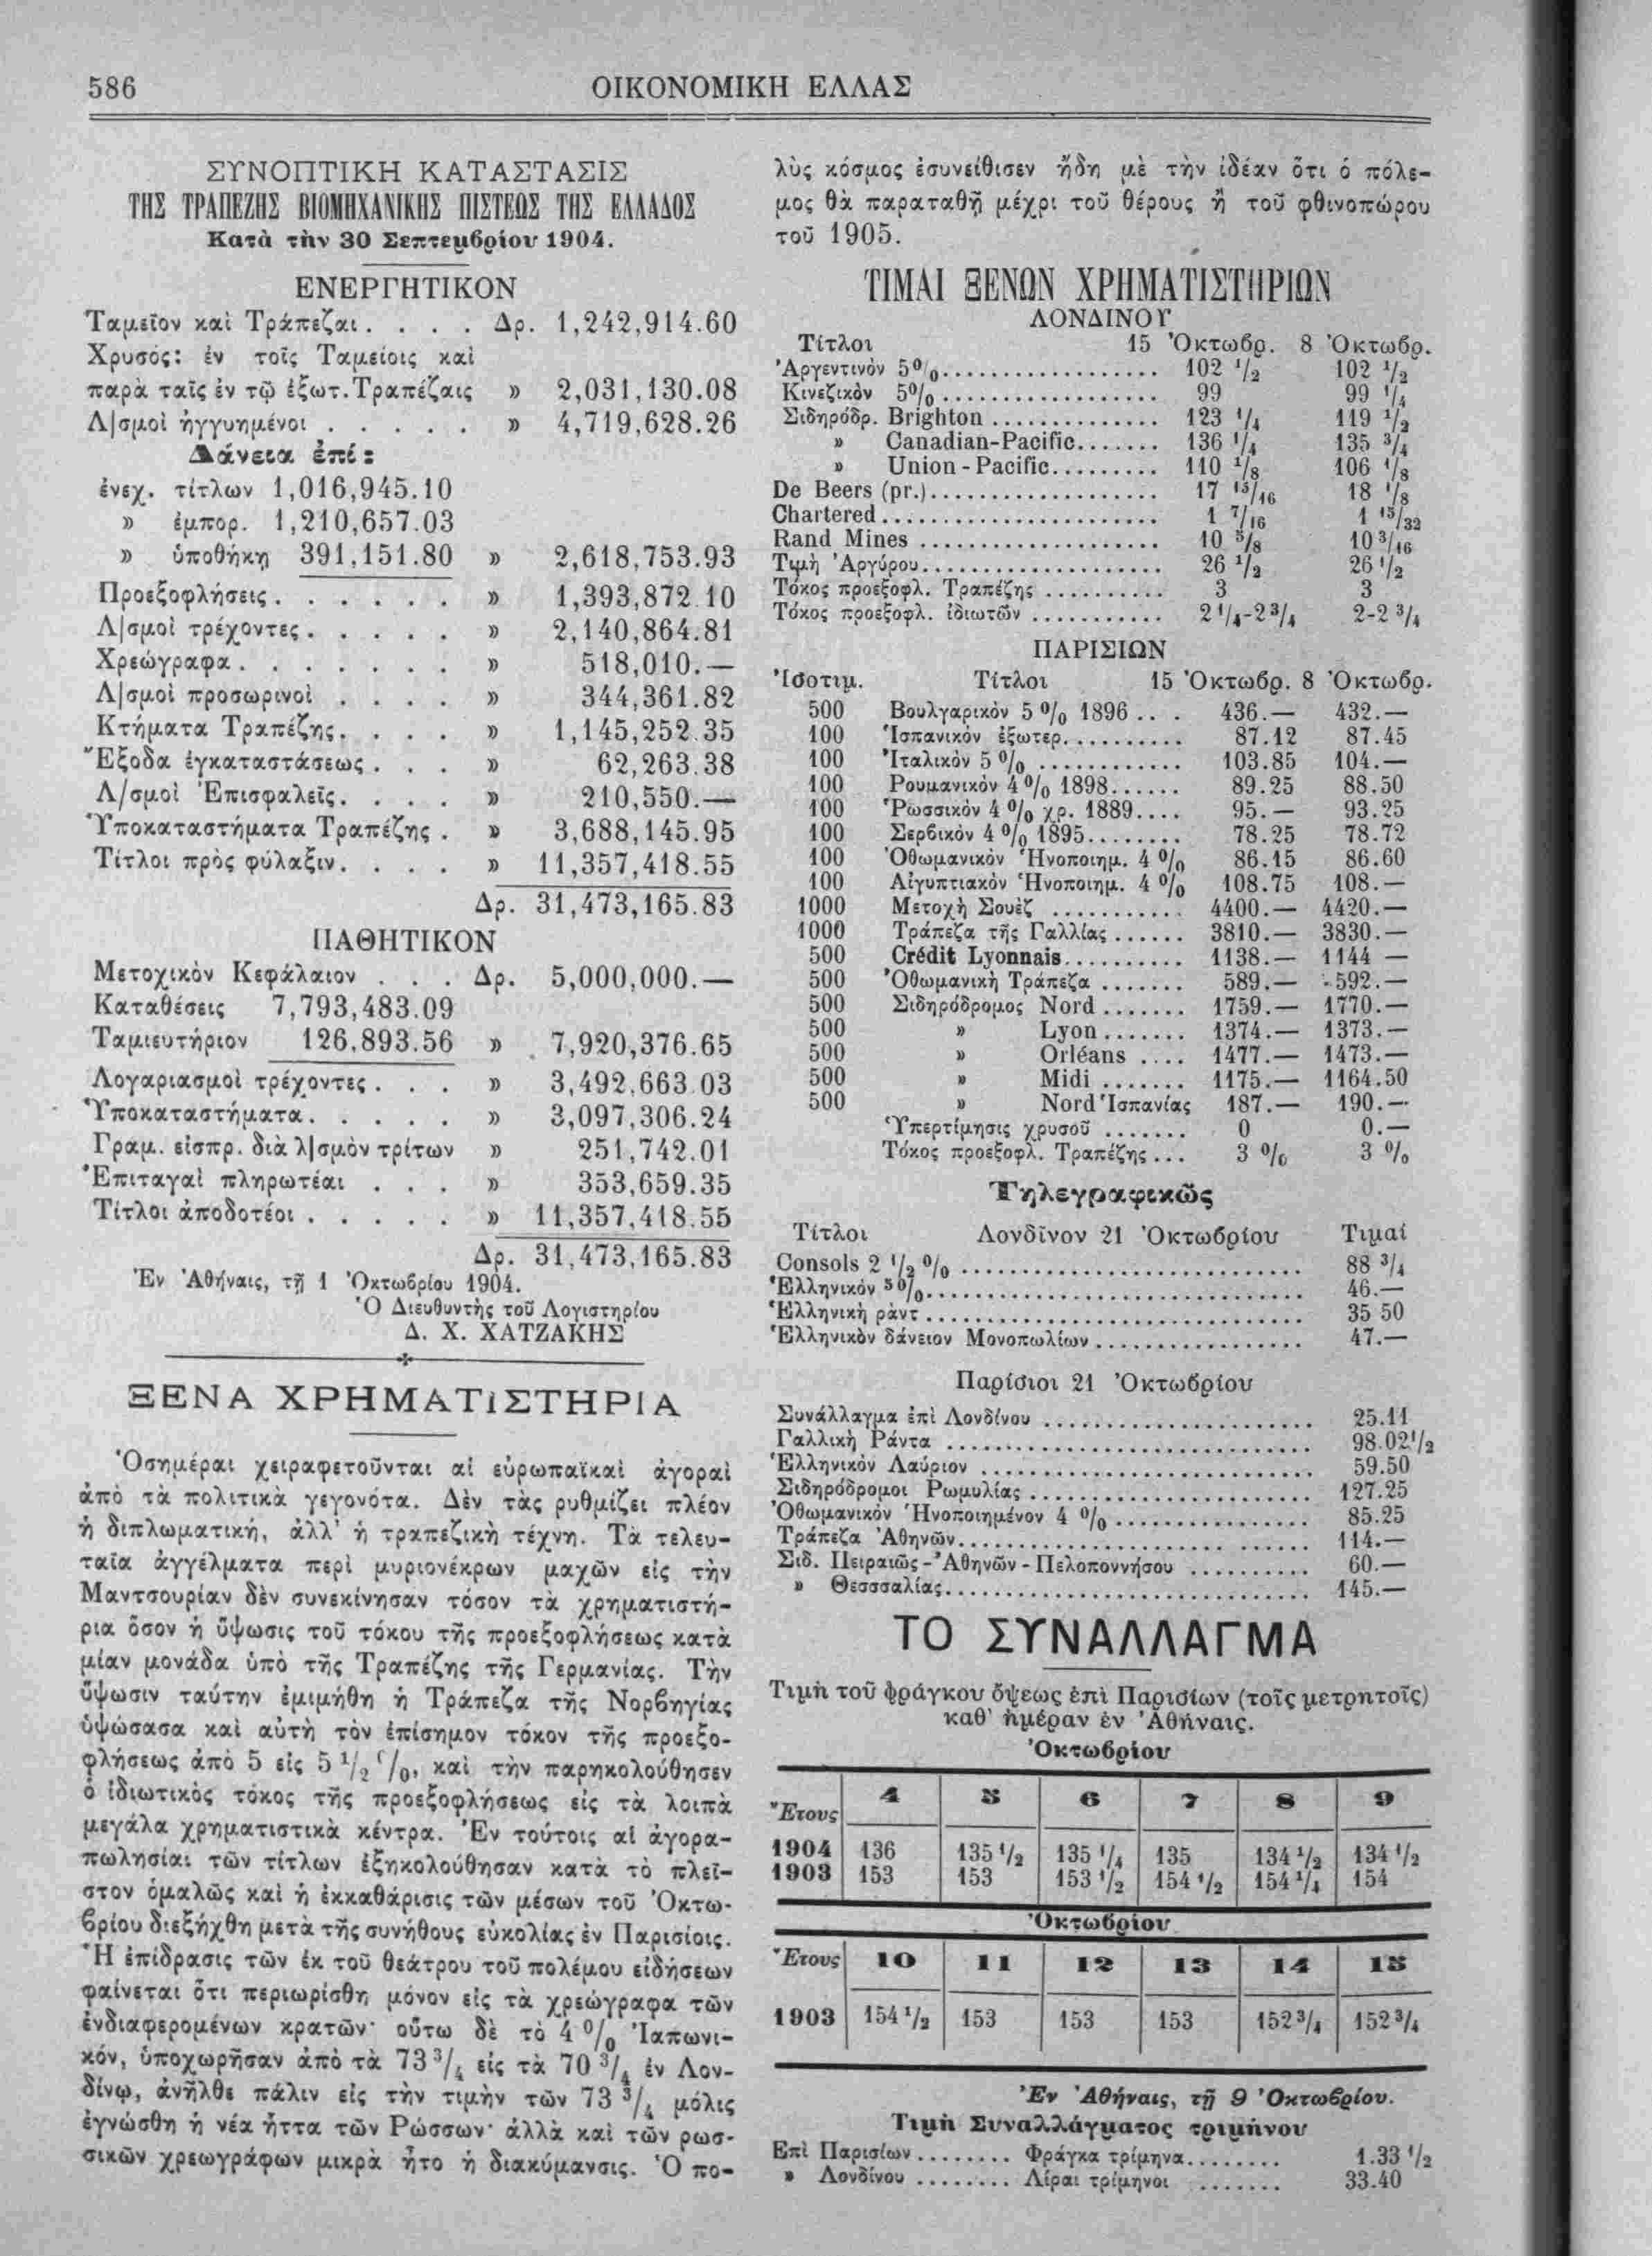 586
ΟΙΚΟΝΟΜΙΚΗ ΕΛΛΑΣ
ΣΥΝΟΠΤΙΚΗ ΚΑΤΑΣΤΑΣΙΣ
ΤΗΣ ΤΡΑΠΕΖΗΣ ΒΙΟΜΗΧΑΝΙΚΗΣ ΠΙΣΤΕΩΣ ΤΗΣ ΕΛΛΑΔΟΣ
Κατὰ τὴν 30 Σεπτεμβρίου 1904.
ΕΝΕΡΓΗΤΙΚΟΝ
Ταμεῖον καὶ Τράπεζαι. . . . Δρ. 1,242,914.60
Χρυσός: ἐν τοῖς Ταμείοις καὶ
παρὰ ταῖς ἐν τῷ ἐξωτ. Τραπέζαις » 2,031,130.08
Λ|σμοὶ ἠγγυημένοι . . . . . » 4,719,628.26
Δάνεια ἐπί :
ἐνεχ. τίτλων 1,016,945.10
» ἐμπορ. 1,210,657.03
» ὑποθήκῃ 391,151.80 » 2,618,753.93
Προεξοφλήσεις . . . . . . » 1,393,872.10
Λ|σμοὶ τρέχοντες . . . . . » 2,140,864.81
Χρεώγραφα . . . . . . . » 518,010.—
Λ|σμοὶ προσωρινοὶ . . . . » 344,361.82
Κτήματα Τραπέζης. . . . » 1,145,252.35
Ἔξοδα ἐγκαταστάσεως . . . » 62,263.38
Λ/σμοὶ Ἐπισφαλεῖς. . . . » 210,550.—
Ὑποκαταστήματα Τραπέζης . » 3,688,145.95
Τίτλοι πρὸς φύλαξιν. . . . » 11,357,418.55
Δρ. 31,473,165.83
ΠΑΘΗΤΙΚΟΝ
Μετοχικὸν Κεφάλαιον . . . Δρ. 5,000,000.—
Καταθέσεις 7,793,483.09
Ταμιευτήριον 126.893.56 » 7,920,376.65
Λογαριασμοὶ τρέχοντες . . . » 3,492,663.03
Ὑποκαταστήματα. . . . . » 3,097,306.24
Γραμ. εἰσπρ. διὰ λ|σμὸν τρίτων » 251,742.01
Ἐπιταγαὶ πληρωτέαι . . . » 353,659.35
Τίτλοι ἀποδοτέοι . . . . . » 11,357,418.55
Δρ. 31,473,165.83
Ἐν Ἀθήναις, τῇ 1 Ὀκτωβρίου 1904.
Ὁ Διευθυντὴς τοῦ Λογιστηρίου
Δ. Χ. ΧΑΤΖΑΚΗΣ
ΞΕΝΑ ΧΡΗΜΑΤΙΣΤΗΡΙΑ
Ὁσημέραι χειραφετοῦνται αἱ εὐρωπαϊκαὶ ἀγοραὶ
ἀπὸ τὰ πολιτικὰ γεγονότα. Δὲν τὰς ρυθμίζει πλέον
ἡ διπλωματική, ἀλλ' ἡ τραπεζικὴ τέχνη. Τὰ τελευ-
ταῖα ἀγγέλματα περὶ μυριονέκρων μαχῶν εἰς τὴν
Μαντσουρίαν δὲν συνεκίνησαν τόσον τὰ χρηματιστή-
ρια ὅσον ἡ ὕψωσις τοῦ τόκου τῆς προεξοφλήσεως κατὰ
μίαν μονάδα ὑπὸ τῆς Τραπέζης τῆς Γερμανίας. Τὴν
ὕψωσιν ταύτην ἐμιμήθη ἡ Τράπεζα τῆς Νορβηγίας
ὑψώσασα καὶ αὐτὴ τὸν ἐπίσημον τόκον τῆς προεξο-
φλήσεως ἀπὸ 5 εἰς 5 1/2 0/0, καὶ τὴν παρηκολούθησεν
ὁ ἰδιωτικὸς τόκος τῆς προεξοφλήσεως εἰς τὰ λοιπὰ
μεγάλα χρηματιστικὰ κέντρα. Ἐν τούτοις αἱ ἀγορα-
πωλησίαι τῶν τίτλων ἐξηκολούθησαν κατὰ τὸ πλεῖ-
στον ὁμαλῶς καὶ ἡ ἐκκαθάρισις τῶν μέσων τοῦ Ὀκτω-
βρίου διεξήχθη μετὰ τῆς συνήθους εὐκολίας ἐν Παρισίοις.
Ἡ ἐπίδρασις τῶν ἐκ τοῦ θεάτρου τοῦ πολέμου εἰδήσεων
φαίνεται ὅτι περιωρίσθη μόνον εἰς τὰ χρεώγραφα τῶν
ἐνδιαφερομένων κρατῶν· οὕτω δὲ τὸ 4 0/0 Ἰαπωνι-
κόν, ὑποχωρῆσαν ἀπὸ τὰ 73 3/4 εἰς τὰ 70 3/4 ἐν Λον-
δίνῳ, ἀνῆλθε πάλιν εἰς τὴν τιμὴν τῶν 73 3/4 μόλις
ἐγνώσθη ἡ νέα ἧττα τῶν Ρώσσων· ἀλλὰ καὶ τῶν ρωσ-
σικῶν χρεωγράφων μικρὰ ἦτο ἡ διακύμανσις. Ὁ πο-
λὺς κόσμος ἐσυνείθισεν ἤδη μὲ τὴν ἰδέαν ὅτι ὁ πόλε-
μος θὰ παραταθῇ μέχρι τοῦ θέρους ἢ τοῦ φθινοπώρου
τοῦ 1905.
ΤΙΜΑΙ ΞΕΝΩΝ ΧΡΗΜΑΤΙΣΤΗΡΙΩΝ
ΛΟΝΔΙΝΟΥ
Τίτλοι 15 Ὀκτωβρ. 8 Ὀκτωβρ.
Ἀργεντινὸν 5 0/0 102 1/2 102 1/2
Κινεζικὸν 5 0/0 99 99 1/4
Σιδηρόδρ. Brighton 123 1/4 119 1/2
» Canadian-Pacific 136 1/4 135 3/4
» Union - Pacific 110 1/8 106 1/8
De Beers (pr.) 17 15/16 18 1/8
Chartered 1 7/16 1 15/32
Rand Mines 10 5/8 10 3/16
Τιμὴ Ἀργύρου 26 1/2 26 1/2
Τόκος προεξοφλ. Τραπέζης 3 3
Τόκος προεξοφλ. ἰδιωτῶν 2 1/4-2 3/4 2-2 3/4
ΠΑΡΙΣΙΩΝ
Ἰσοτιμ. Τίτλοι 15 Ὀκτωβρ. 8 Ὀκτωβρ.
500 Βουλγαρικὸν 5 0/0 1896 436.— 432.—
100 Ἱσπανικὸν ἐξωτερ. 87.12 87.45
100 Ἰταλικὸν 5 0/0 103.85 104.—
100 Ρουμανικὸν 4 0/0 1898 89.25 88.50
100 Ῥωσσικὸν 4 0/0 χρ. 1889 95.— 93.25
100 Σερβικὸν 4 0/0 1895 78.25 78.72
100 Ὀθωμανικὸν Ἡνοποιημ. 4 0/0 86.15 86.60
100 Αἰγυπτιακὸν Ἡνοποιημ. 4 0/0 108.75 108.—
1000 Μετοχὴ Σουὲζ 4400.— 4420.—
1000 Τράπεζα τῆς Γαλλίας 3810.— 3830.—
500 Crédit Lyonnais 1138.— 1144 —
500 Ὀθωμανικὴ Τράπεζα 589.— 592.—
500 Σιδηρόδρομος Nord 1759.— 1770.—
500 » Lyon 1374.— 1373.—
500 » Orléans 1477.— 1473.—
500 » Midi 1175.— 1164.50
500 » Nord Ἱσπανίας 187.— 190.—
Ὑπερτίμησις χρυσοῦ 0 0.—
Τόκος προεξοφλ. Τραπέζης 3 0/0 3 0/0
Τηλεγραφικῶς
Τίτλοι Λονδῖνον 21 Ὀκτωβρίου Τιμαί
Consols 2 1/2 0/0 88 3/4
Ἑλληνικόν 5 0/0 46.—
Ἑλληνικὴ ρὰντ 35 50
Ἑλληνικὸν δάνειον Μονοπωλίων 47.—
Παρίσιοι 21 Ὀκτωβρίου
Συνάλλαγμα ἐπὶ Λονδίνου 25.11
Γαλλικὴ Ῥάντα 98.02 1/2
Ἑλληνικὸν Λαύριον 59.50
Σιδηρόδρομοι Ρωμυλίας 127.25
Ὀθωμανικὸν Ἡνοποιημένον 4 0/0 85.25
Τράπεζα Ἀθηνῶν 114.—
Σιδ. Πειραιῶς-Ἀθηνῶν-Πελοποννήσου 60.—
» Θεσσσαλίας 145.—
ΤΟ ΣΥΝΑΛΛΑΓΜΑ
Τιμὴ τοῦ φράγκου ὄψεως ἐπὶ Παρισίων (τοῖς μετρητοῖς)
καθ' ἡμέραν ἐν Ἀθήναις.
Ὀκτωβρίου
Ἔτους 4 5 6 7 8 9
1904 136 135 1/2 135 1/4 135 134 1/2 134 1/2
1903 153 153 153 1/2 154 1/2 154 1/4 154
Ὀκτωβρίου
Ἔτους 10 11 12 13 14 15
1903 154 1/2 153 153 153 152 3/4 152 3/4
Ἐν Ἀθήναις, τῇ 9 Ὀκτωβρίου.
Τιμὴ Συναλλάγματος τριμήνου
Ἐπὶ Παρισίων Φράγκα τρίμηνα 1.33 1/2
» Λονδίνου Λίραι τρίμηνοι 33.40